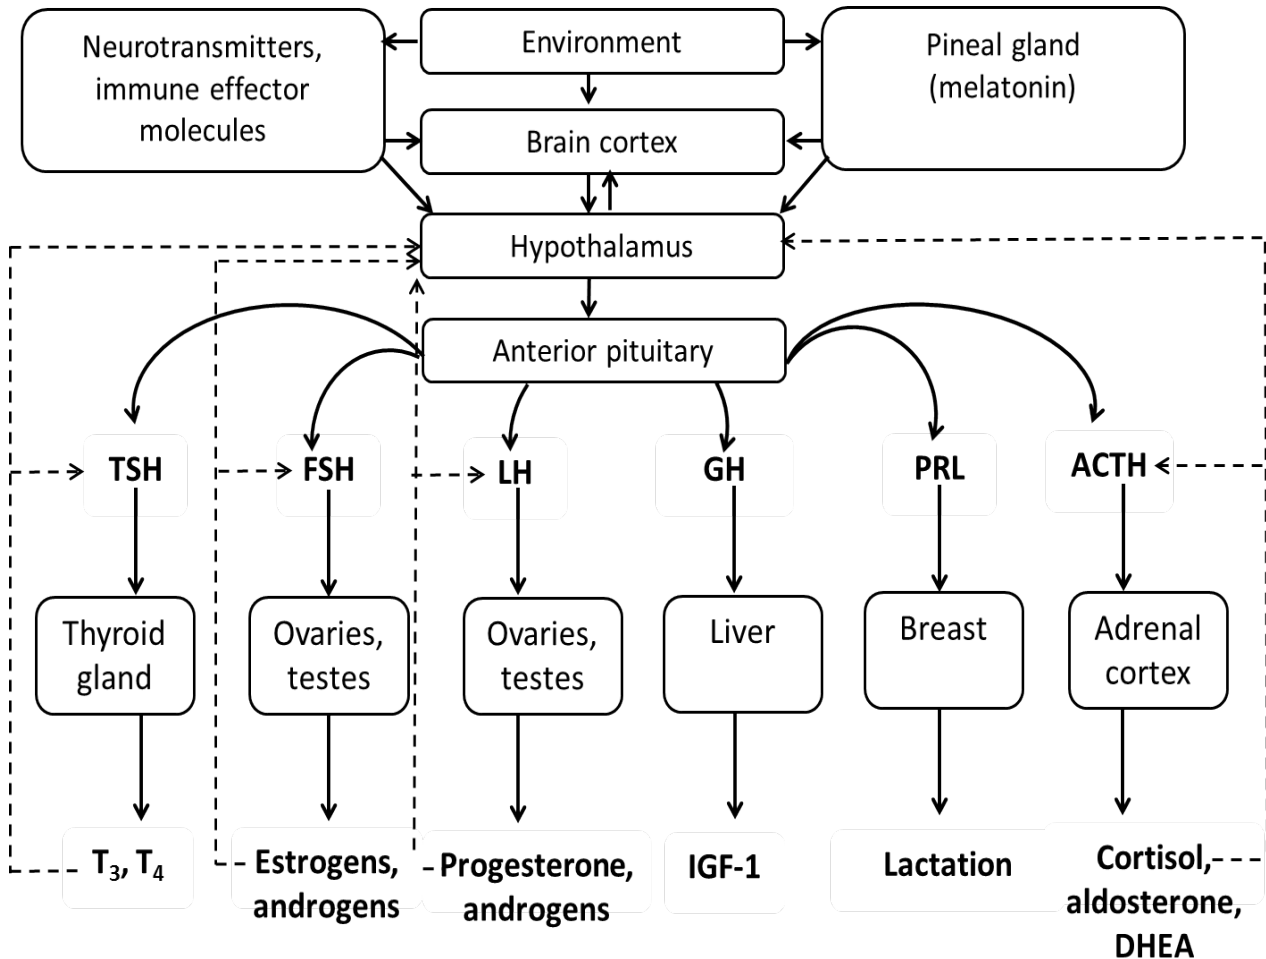 Neurotransmitters,
immune effector
molecules
Environment
Pineal gland
(melatonin)
Brain cortex
Hypothalamus
Anterior pituitary
TSH
FSH
LH
GH
PRL
ACTH
Thyroid
gland
Ovaries,
testes
Ovaries,
testes
Liver
Breast
Adrenal
cortex
T₃, T₄
Estrogens,
androgens
Progesterone,
androgens
IGF-1
Lactation
Cortisol,
aldosterone,
DHEA